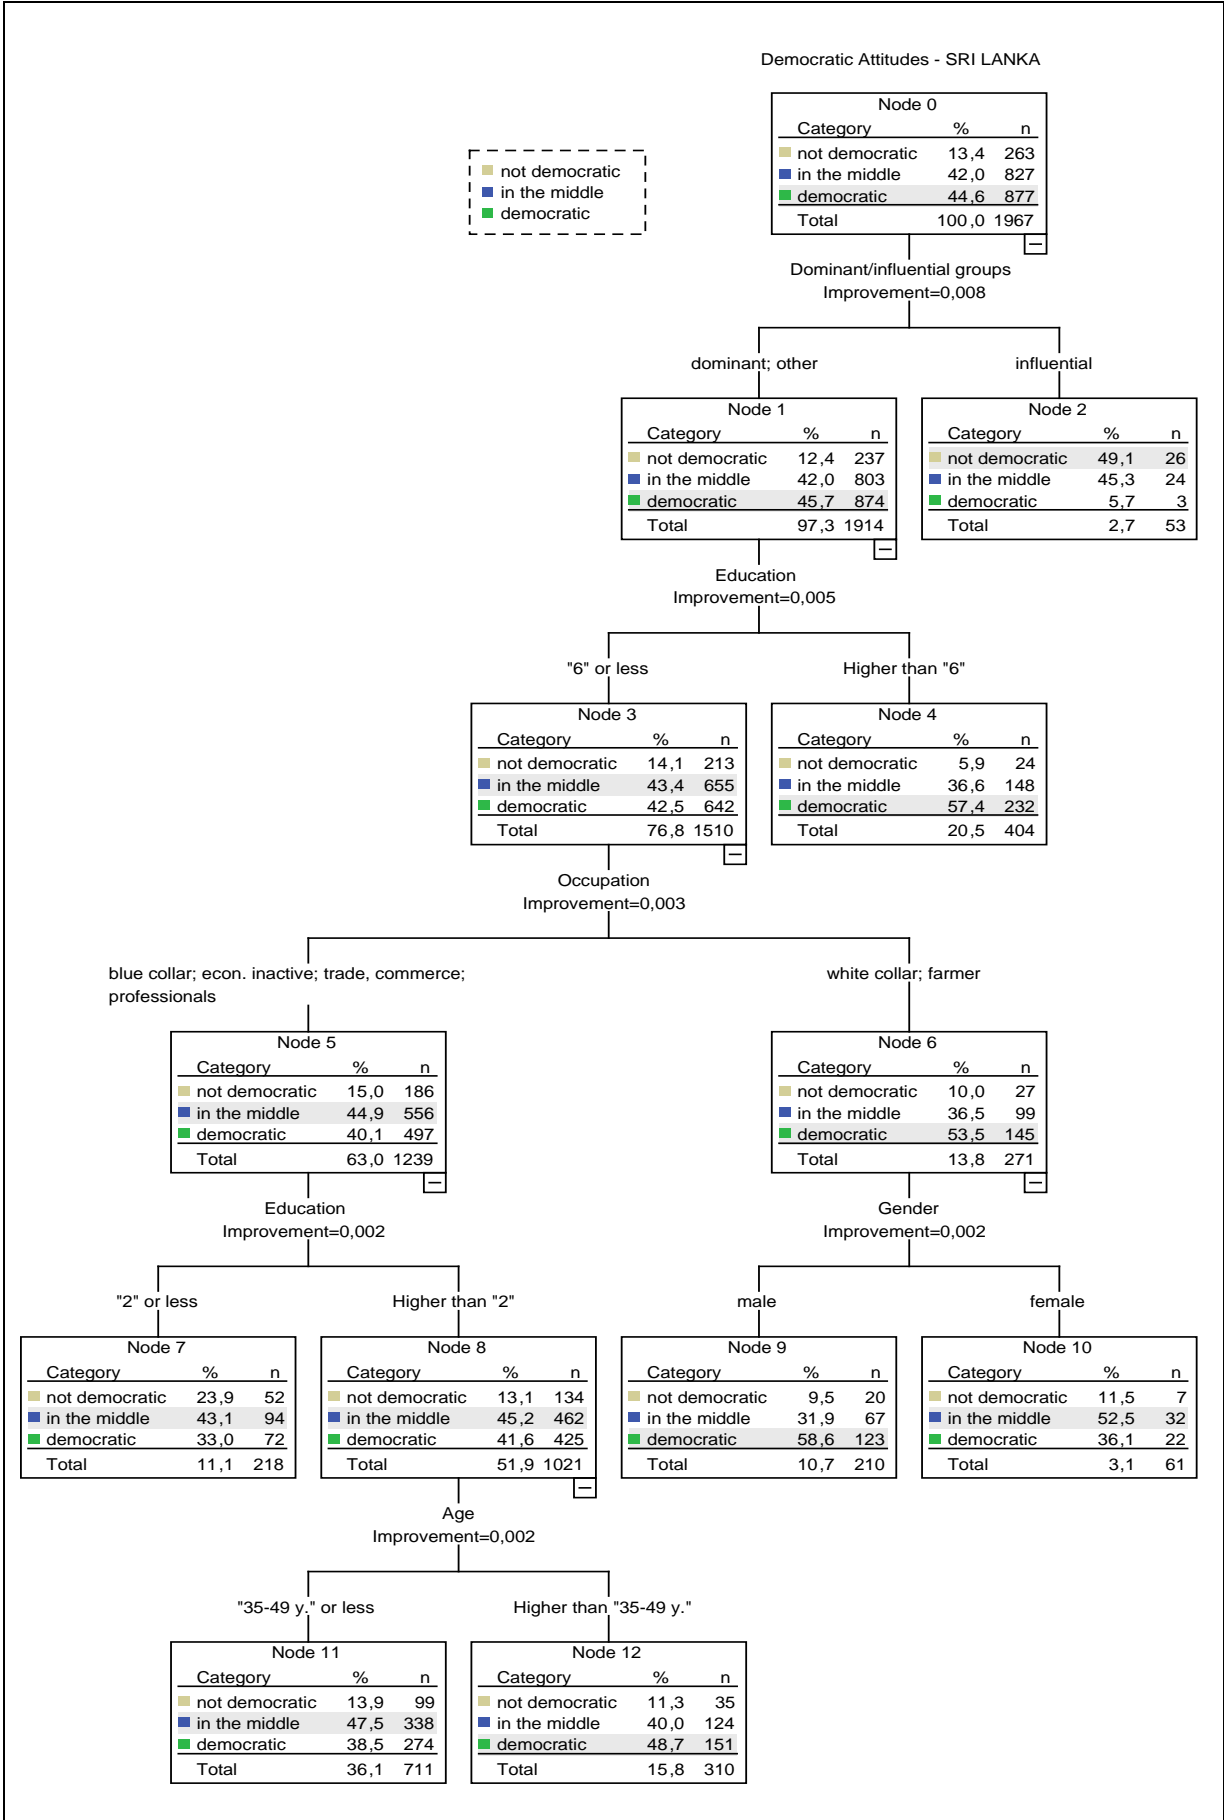 Democratic Attitudes - SRI LANKA
not democratic
in the middle
democratic
Node 0
Category % n
not democratic 13,4 263
in the middle 42,0 827
democratic 44,6 877
Total 100,0 1967
Dominant/influential groups
Improvement=0,008
dominant; other
influential
Node 1
Category % n
not democratic 12,4 237
in the middle 42,0 803
democratic 45,7 874
Total 97,3 1914
Node 2
Category % n
not democratic 49,1 26
in the middle 45,3 24
democratic 5,7 3
Total 2,7 53
Education
Improvement=0,005
"6" or less
Higher than "6"
Node 3
Category % n
not democratic 14,1 213
in the middle 43,4 655
democratic 42,5 642
Total 76,8 1510
Node 4
Category % n
not democratic 5,9 24
in the middle 36,6 148
democratic 57,4 232
Total 20,5 404
Occupation
Improvement=0,003
blue collar; econ. inactive; trade, commerce;
professionals
white collar; farmer
Node 5
Category % n
not democratic 15,0 186
in the middle 44,9 556
democratic 40,1 497
Total 63,0 1239
Node 6
Category % n
not democratic 10,0 27
in the middle 36,5 99
democratic 53,5 145
Total 13,8 271
Education
Improvement=0,002
Gender
Improvement=0,002
"2" or less
Higher than "2"
male
female
Node 7
Category % n
not democratic 23,9 52
in the middle 43,1 94
democratic 33,0 72
Total 11,1 218
Node 8
Category % n
not democratic 13,1 134
in the middle 45,2 462
democratic 41,6 425
Total 51,9 1021
Node 9
Category % n
not democratic 9,5 20
in the middle 31,9 67
democratic 58,6 123
Total 10,7 210
Node 10
Category % n
not democratic 11,5 7
in the middle 52,5 32
democratic 36,1 22
Total 3,1 61
Age
Improvement=0,002
"35-49 y." or less
Higher than "35-49 y."
Node 11
Category % n
not democratic 13,9 99
in the middle 47,5 338
democratic 38,5 274
Total 36,1 711
Node 12
Category % n
not democratic 11,3 35
in the middle 40,0 124
democratic 48,7 151
Total 15,8 310